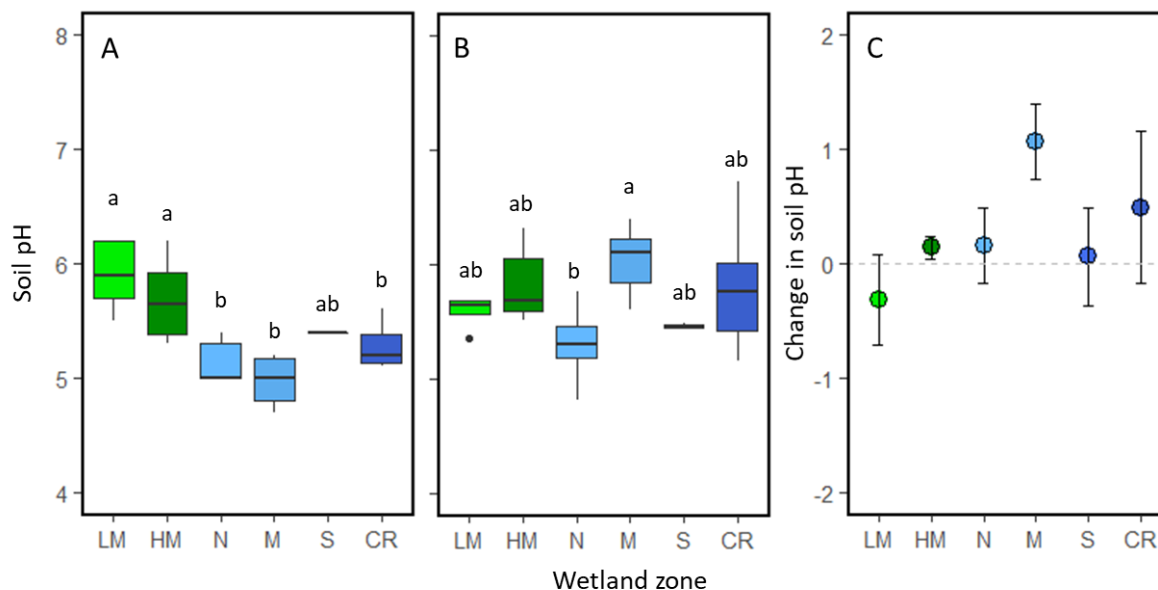 A
B
C
Soil pH
8
7
6
5
4
a
a
b
b
ab
b
LM HM N M S CR
ab
ab
b
a
ab
ab
LM HM N M S CR
Change in soil pH
2
1
0
-1
-2
LM HM N M S CR
Wetland zone